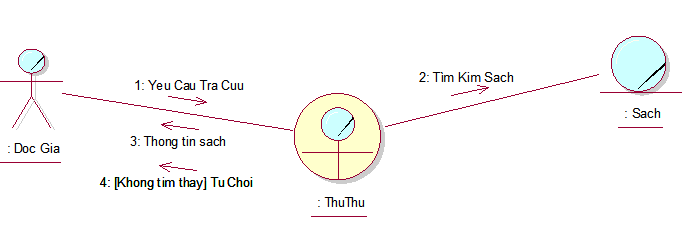 1: Yeu Cau Tra Cuu
2: Tim Kim Sach
3: Thong tin sach
4: [Khong tim thay] Tu Choi
: Doc Gia
: ThuThu
: Sach